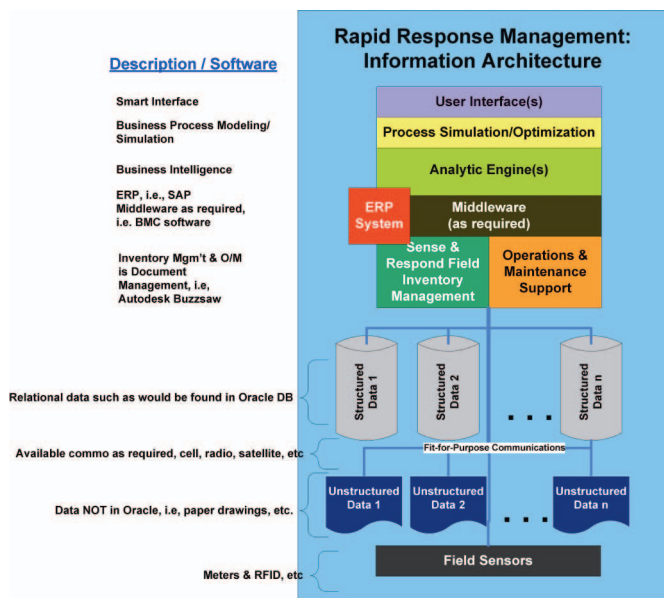 Rapid Response Management:
Information Architecture
Description / Software
Smart Interface
User Interface(s)
Business Process Modeling/
Simulation
Process Simulation/Optimization
Business Intelligence
Analytic Engine(s)
ERP, i.e., SAP
Middleware as required,
i.e. BMC software
ERP
System
Middleware
(as required)
Inventory Mgm't & O/M
is Document
Management, i.e,
Autodesk Buzzsaw
Sense &
Respond Field
Inventory
Management
Operations &
Maintenance
Support
Relational data such as would be found in Oracle DB
Structured
Data 1
Structured
Data 2
. . .
Structured
Data n
Available commo as required, cell, radio, satellite, etc
Fit-for-Purpose Communications
Data NOT in Oracle, i.e, paper drawings, etc.
Unstructured
Data 1
Unstructured
Data 2
. . .
Unstructured
Data n
Meters & RFID, etc
Field Sensors